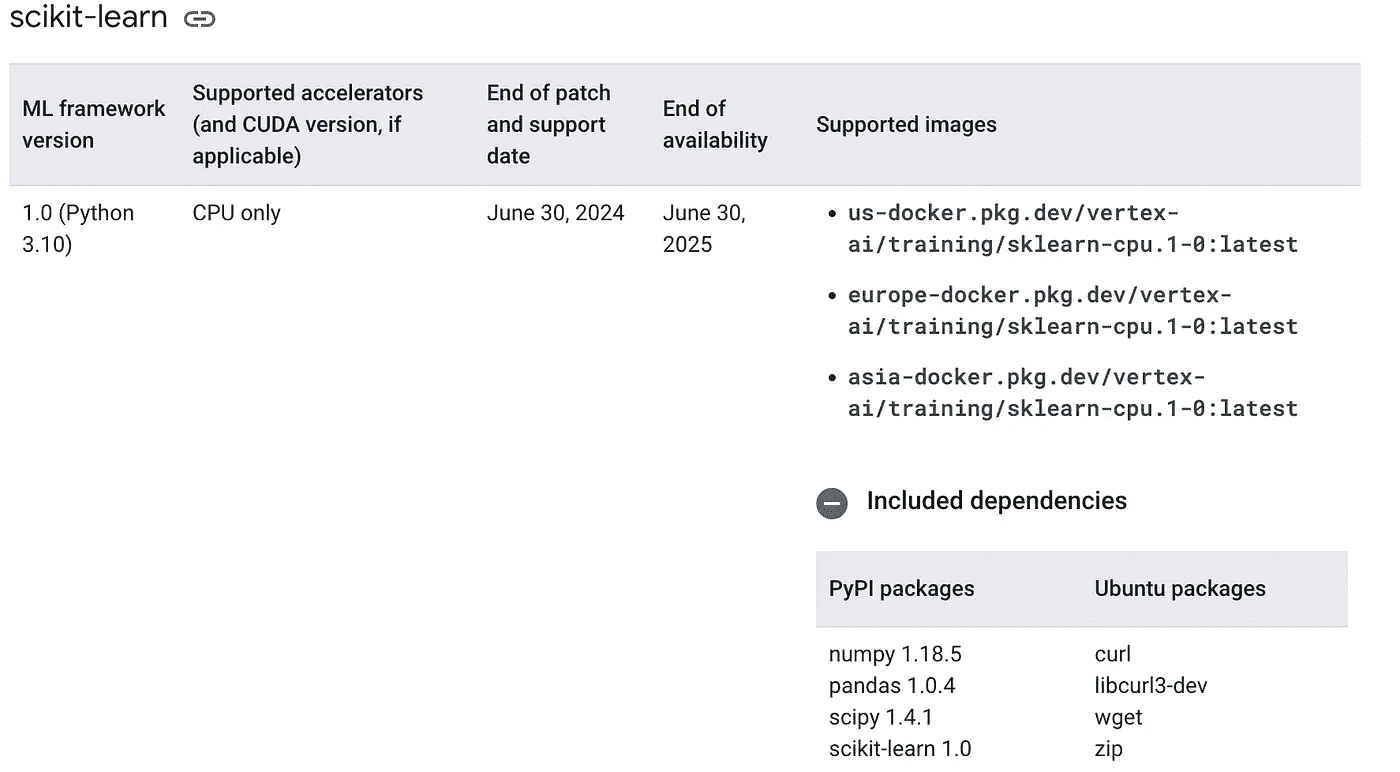 scikit-learn
ML framework
version
Supported accelerators
(and CUDA version, if
applicable)
End of patch
and support
date
End of
availability
Supported images
1.0 (Python
3.10)
CPU only
June 30, 2024
June 30,
2025
• us-docker.pkg.dev/vertex-
ai/training/sklearn-cpu.1-0:latest
• europe-docker.pkg.dev/vertex-
ai/training/sklearn-cpu.1-0:latest
• asia-docker.pkg.dev/vertex-
ai/training/sklearn-cpu.1-0:latest
Included dependencies
PyPI packages
Ubuntu packages
numpy 1.18.5
pandas 1.0.4
scipy 1.4.1
scikit-learn 1.0
curl
libcurl3-dev
wget
zip